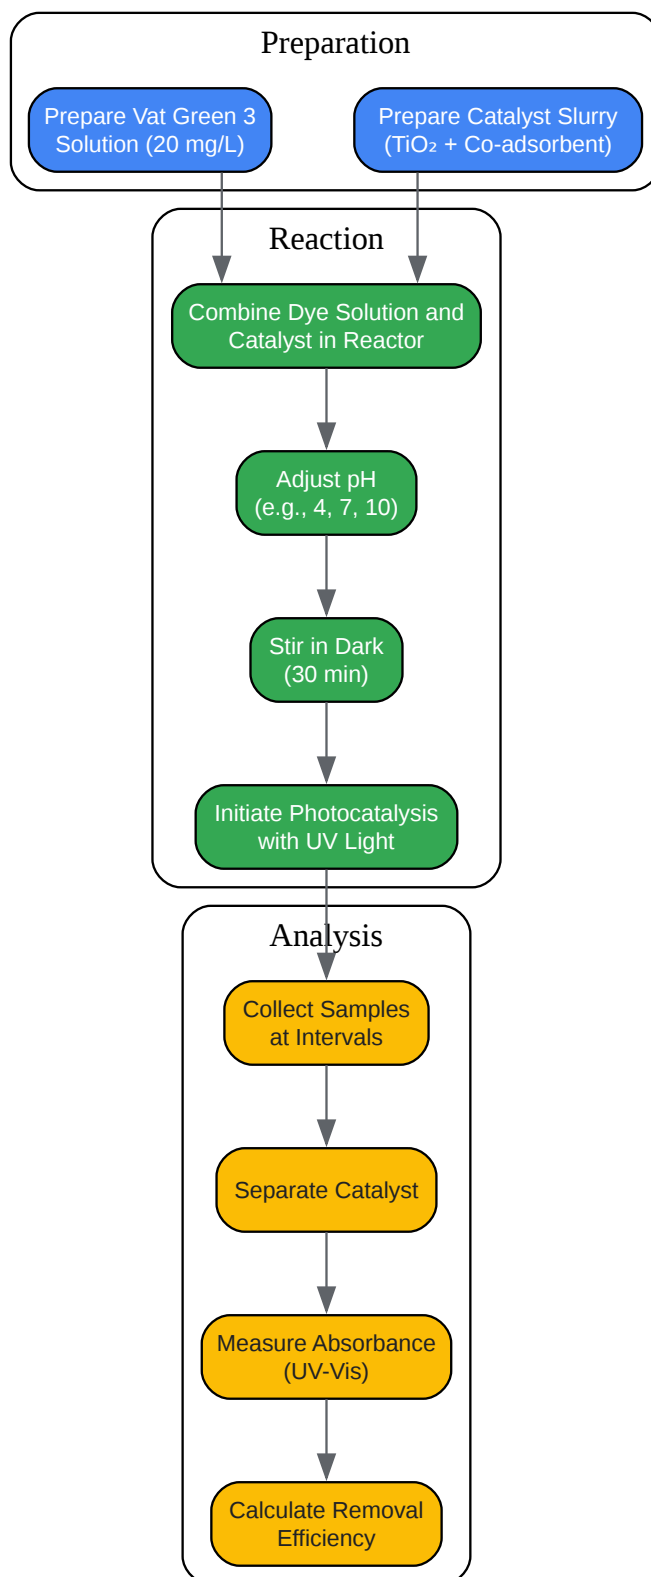 Preparation
Prepare Vat Green 3
Solution (20 mg/L)
Prepare Catalyst Slurry
(TiO₂ + Co-adsorbent)
Reaction
Combine Dye Solution and
Catalyst in Reactor
Adjust pH
(e.g., 4, 7, 10)
Stir in Dark
(30 min)
Initiate Photocatalysis
with UV Light
Analysis
Collect Samples
at Intervals
Separate Catalyst
Measure Absorbance
(UV-Vis)
Calculate Removal
Efficiency